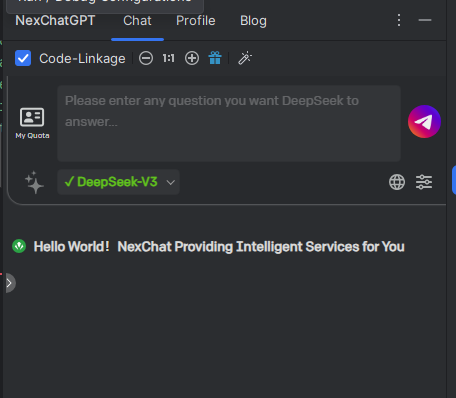 NexChatGPT Chat Profile Blog
Code-Linkage 1:1
Please enter any question you want DeepSeek to
answer...
My Quota
✓ DeepSeek-V3
Hello World! NexChat Providing Intelligent Services for You